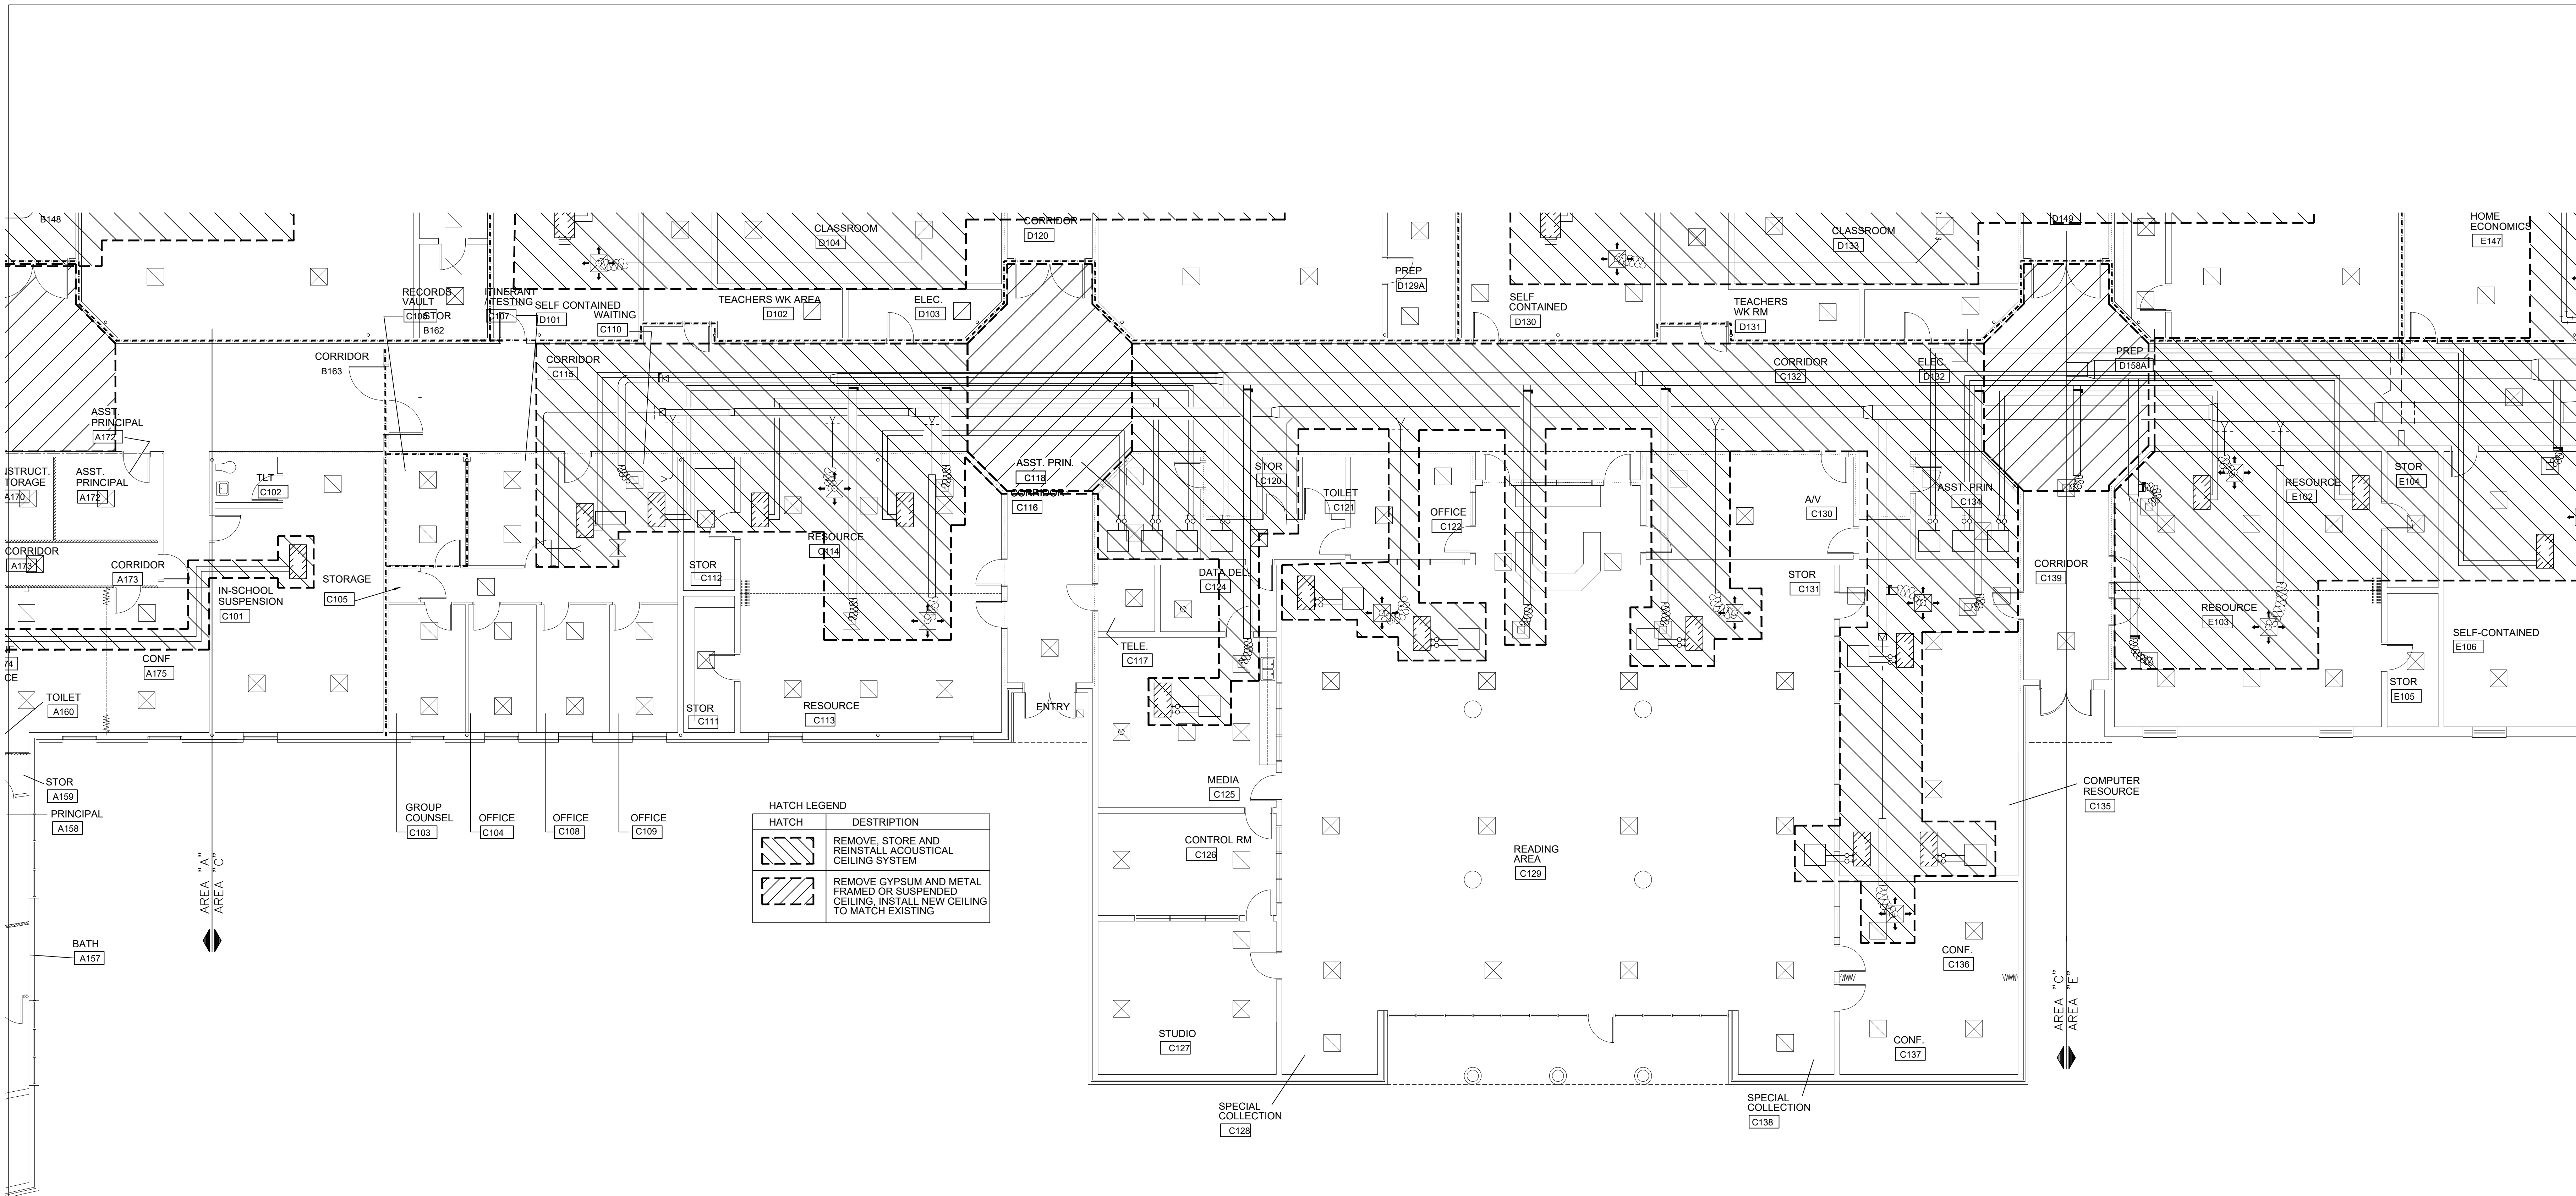 B148
CORRIDOR
D120
CLASSROOM
D104
CLASSROOM
D133
D149
HOME
ECONOMICS
E147
PREP
D129A
RECORDS
VAULT
C106
STOR
B162
ITINERANT
/TESTING
C107
SELF CONTAINED
D101
WAITING
C110
TEACHERS WK AREA
D102
ELEC.
D103
SELF
CONTAINED
D130
TEACHERS
WK RM
D131
CORRIDOR
B163
CORRIDOR
C115
CORRIDOR
C132
ELEC.
D132
PREP
D158A
ASST.
PRINCIPAL
A172
STORAGE
A170
ASST.
PRINCIPAL
A172
TLT
C102
ASST. PRIN.
C118
CORRIDOR
C116
STOR
C120
TOILET
C121
OFFICE
C122
A/V
C130
ASST. PRIN.
C134
RESOURCE
E102
STOR
E104
CORRIDOR
A173
CORRIDOR
A173
IN-SCHOOL
SUSPENSION
C101
STORAGE
C105
STOR
C112
RESOURCE
C114
DATA DEL.
C124
STOR
C131
CORRIDOR
C139
RESOURCE
E103
SELF-CONTAINED
E106
CONF
A175
TOILET
A160
TELE.
C117
STOR
C111
RESOURCE
C113
ENTRY
STOR
E105
STOR
A159
PRINCIPAL
A158
MEDIA
C125
COMPUTER
RESOURCE
C135
GROUP
COUNSEL
C103
OFFICE
C104
OFFICE
C108
OFFICE
C109
HATCH LEGEND
HATCH DESTRIPTION
REMOVE, STORE AND
REINSTALL ACOUSTICAL
CEILING SYSTEM
REMOVE GYPSUM AND METAL
FRAMED OR SUSPENDED
CEILING, INSTALL NEW CEILING
TO MATCH EXISTING
CONTROL RM
C126
READING
AREA
C129
AREA "A"
AREA "C"
BATH
A157
CONF.
C136
AREA "C"
AREA "E"
STUDIO
C127
CONF.
C137
SPECIAL
COLLECTION
C128
SPECIAL
COLLECTION
C138